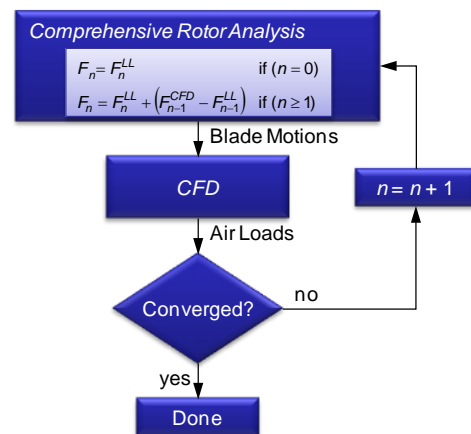 Comprehensive Rotor Analysis
Fₙ = Fₙᴸᴸ if (n = 0)
Fₙ = Fₙᴸᴸ + (Fₙ₋₁ᶜᶠᴰ − Fₙ₋₁ᴸᴸ) if (n ≥ 1)
Blade Motions
CFD
n = n + 1
Air Loads
Converged?
no
yes
Done